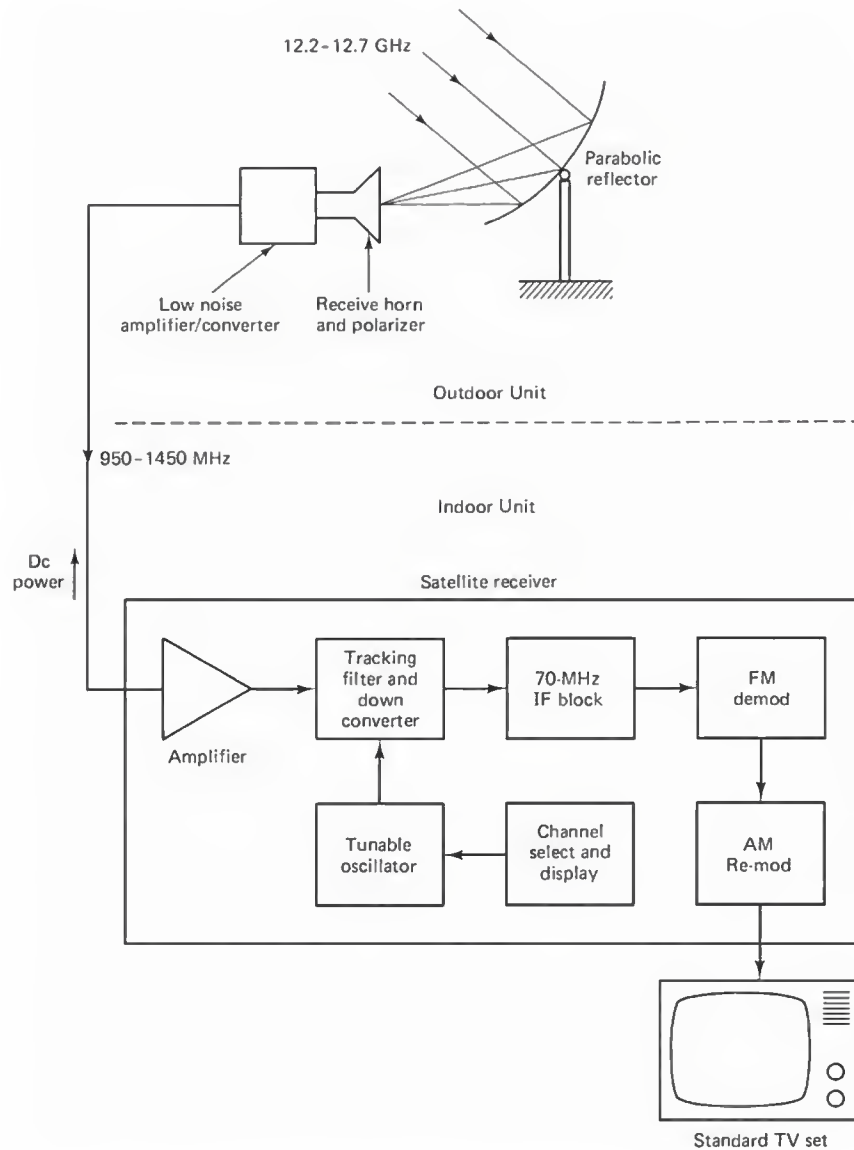 12.2-12.7 GHz
Parabolic
reflector
Low noise
amplifier/converter
Receive horn
and polarizer
Outdoor Unit
950-1450 MHz
Indoor Unit
Dc
power
Satellite receiver
Amplifier
Tracking
filter and
down
converter
70-MHz
IF block
FM
demod
Tunable
oscillator
Channel
select and
display
AM
Re-mod
Standard TV set